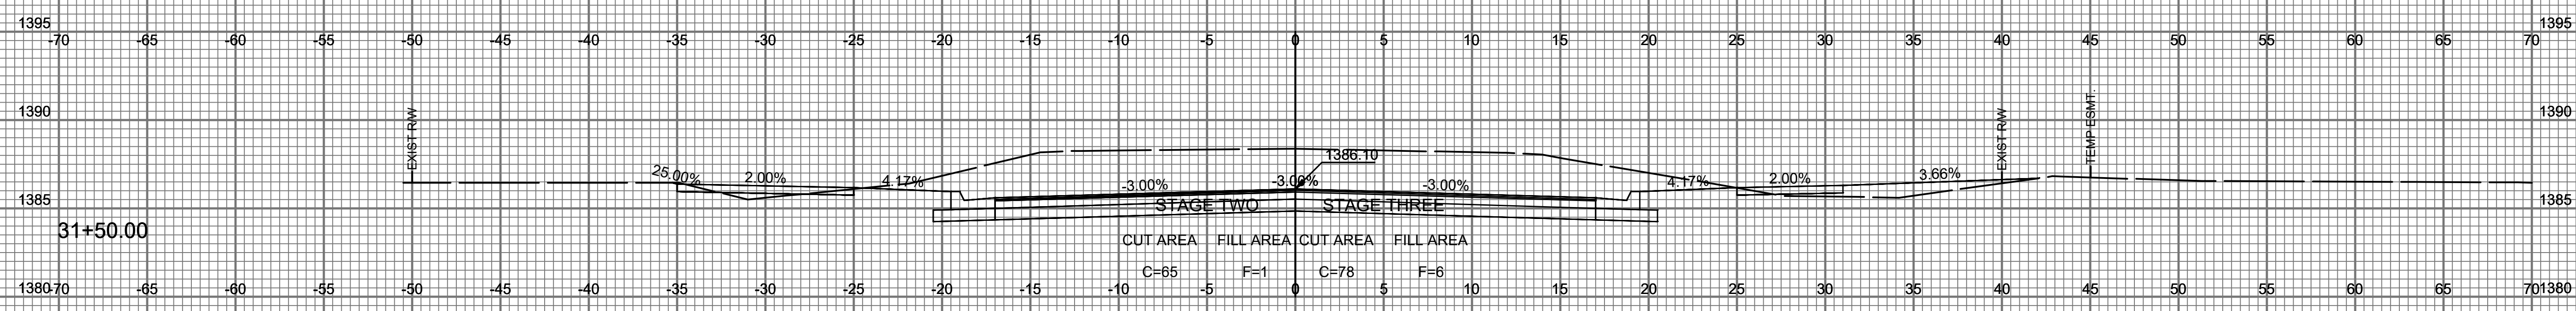 1395 1395
-70 -65 -60 -55 -50 -45 -40 -35 -30 -25 -20 -15 -10 -5 0 5 10 15 20 25 30 35 40 45 50 55 60 65 70
1390 1390
EXIST R/W
EXIST R/W
TEMP ESMT.
1386.10
25.00% 2.00% 4.17% -3.00% -3.00% -3.00% 4.17% 2.00% 3.66%
1385 1385
STAGE TWO STAGE THREE
31+50.00
CUT AREA FILL AREA CUT AREA FILL AREA
C=65 F=1 C=78 F=6
1380 1380
-70 -65 -60 -55 -50 -45 -40 -35 -30 -25 -20 -15 -10 -5 0 5 10 15 20 25 30 35 40 45 50 55 60 65 70